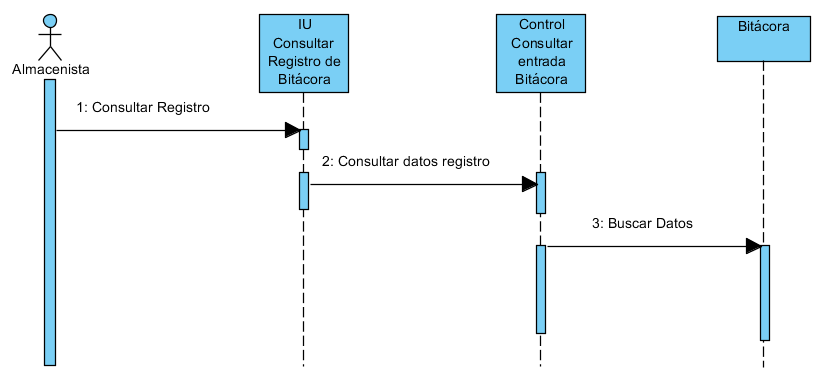 IU
Consultar
Registro de
Bitácora
Control
Consultar
entrada
Bitácora
Bitácora
Almacenista
1: Consultar Registro
2: Consultar datos registro
3: Buscar Datos